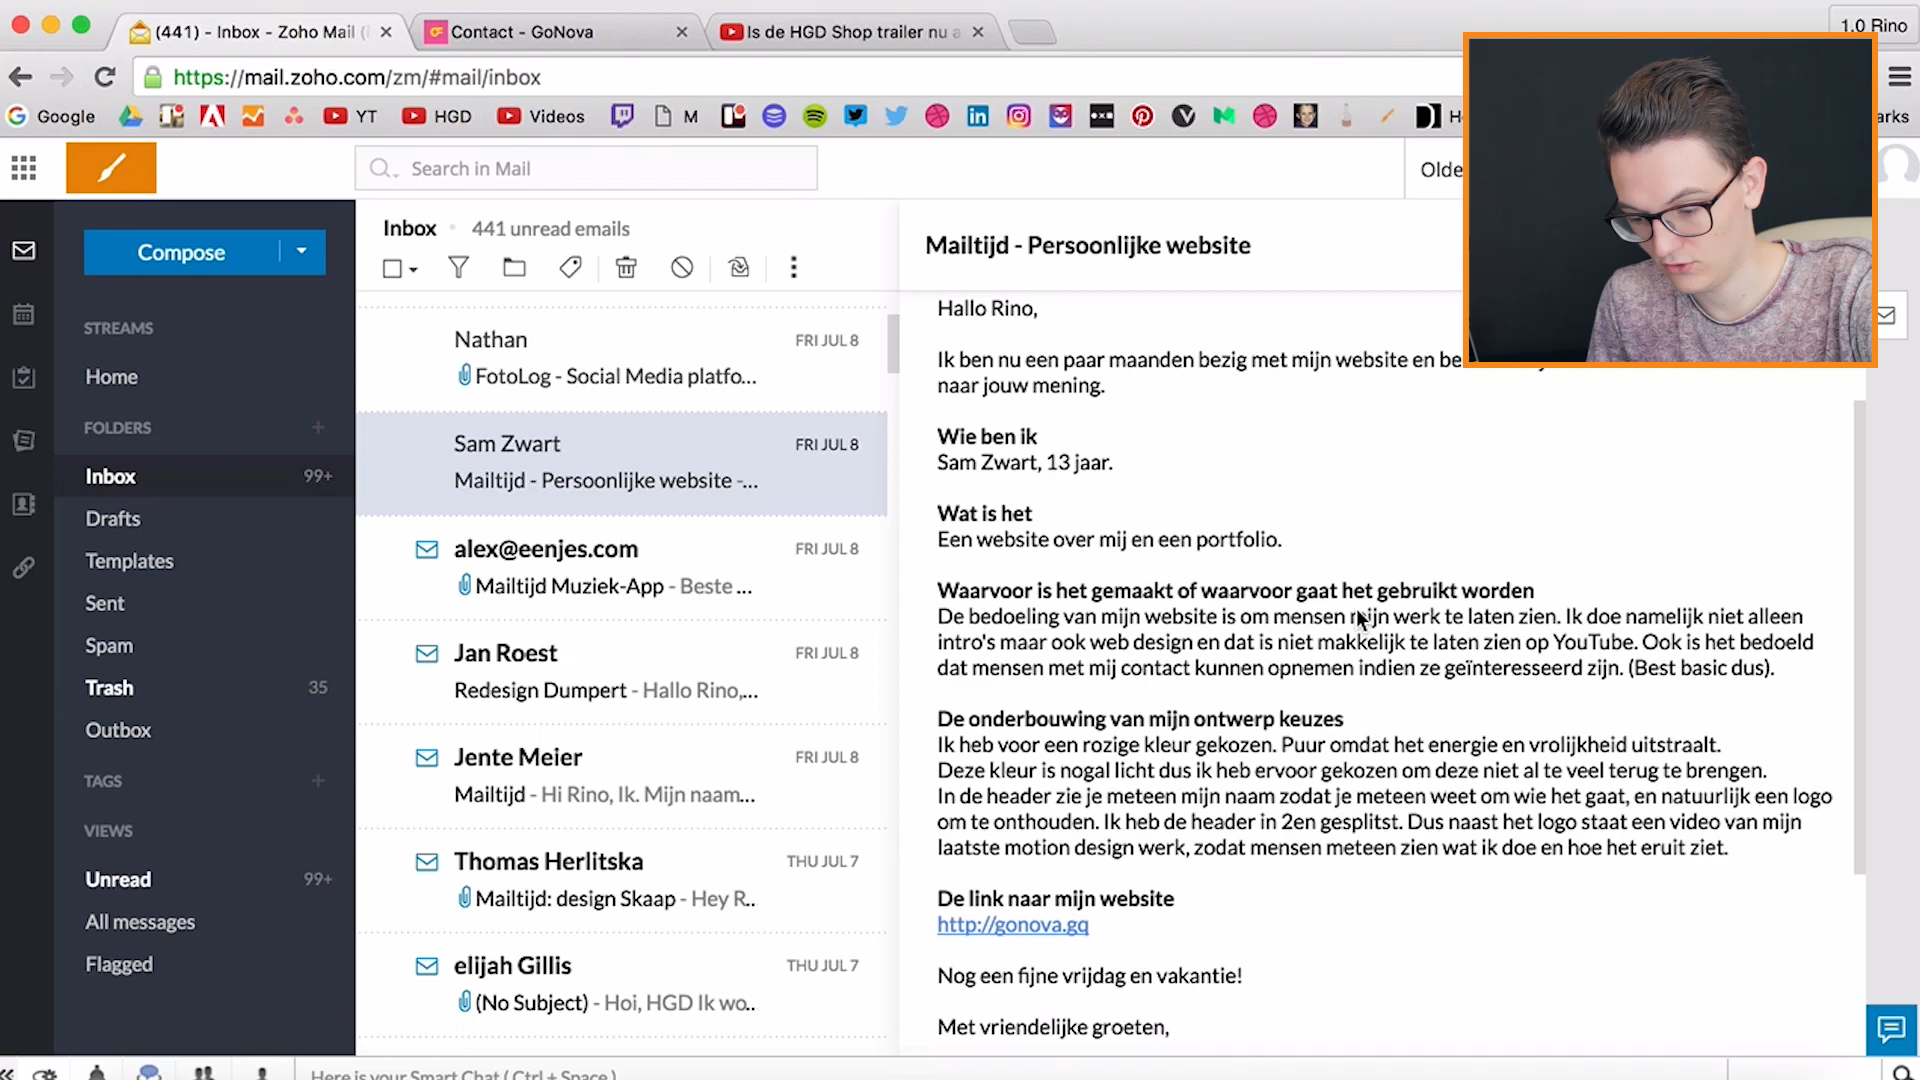 (441) - Inbox - Zoho Mail
Contact - GoNova
Is de HGD Shop trailer nu a
1.0 Rino
https://mail.zoho.com/zm/#mail/inbox
Google
YT
HGD
Videos
M
arks
Search in Mail
Olde
Compose
STREAMS
Home
FOLDERS
Inbox 99+
Drafts
Templates
Sent
Spam
Trash 35
Outbox
TAGS
VIEWS
Unread 99+
All messages
Flagged
Inbox 441 unread emails
Nathan FRI JUL 8
FotoLog - Social Media platfo...
Sam Zwart FRI JUL 8
Mailtijd - Persoonlijke website -...
alex@eenjes.com FRI JUL 8
Mailtijd Muziek-App - Beste ...
Jan Roest FRI JUL 8
Redesign Dumpert - Hallo Rino,...
Jente Meier FRI JUL 8
Mailtijd - Hi Rino, Ik. Mijn naam...
Thomas Herlitska THU JUL 7
Mailtijd: design Skaap - Hey R..
elijah Gillis THU JUL 7
(No Subject) - Hoi, HGD Ik wo..
Mailtijd - Persoonlijke website
Hallo Rino,
Ik ben nu een paar maanden bezig met mijn website en be
naar jouw mening.
Wie ben ik
Sam Zwart, 13 jaar.
Wat is het
Een website over mij en een portfolio.
Waarvoor is het gemaakt of waarvoor gaat het gebruikt worden
De bedoeling van mijn website is om mensen mijn werk te laten zien. Ik doe namelijk niet alleen
intro's maar ook web design en dat is niet makkelijk te laten zien op YouTube. Ook is het bedoeld
dat mensen met mij contact kunnen opnemen indien ze geïnteresseerd zijn. (Best basic dus).
De onderbouwing van mijn ontwerp keuzes
Ik heb voor een rozige kleur gekozen. Puur omdat het energie en vrolijkheid uitstraalt.
Deze kleur is nogal licht dus ik heb ervoor gekozen om deze niet al te veel terug te brengen.
In de header zie je meteen mijn naam zodat je meteen weet om wie het gaat, en natuurlijk een logo
om te onthouden. Ik heb de header in 2en gesplitst. Dus naast het logo staat een video van mijn
laatste motion design werk, zodat mensen meteen zien wat ik doe en hoe het eruit ziet.
De link naar mijn website
http://gonova.gq
Nog een fijne vrijdag en vakantie!
Met vriendelijke groeten,
Here is your Smart Chat ( Ctrl + Space )